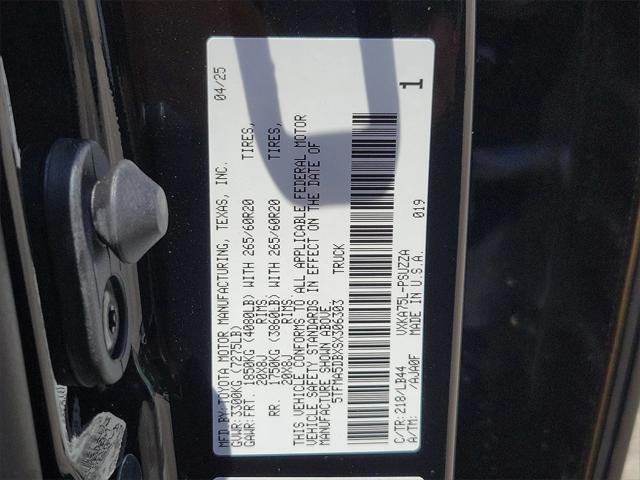 MFD.BY:TOYOTA MOTOR MANUFACTURING, TEXAS, INC. 04/25
GVWR:3300KG (7275LB)
GAWR:FRT. 1850KG (4080LB) WITH 265/60R20 TIRES,
20X8J RIMS.
RR. 1750KG (3860LB) WITH 265/60R20 TIRES,
20X8J RIMS.
THIS VEHICLE CONFORMS TO ALL APPLICABLE FEDERAL MOTOR
VEHICLE SAFETY STANDARDS IN EFFECT ON THE DATE OF
MANUFACTURE SHOWN ABOVE.
5TFMA5DBXSX306303 TRUCK
C/TR:218/LB44 VXKA75L-PSUZZA 019 1
A/TM: /AJA0F MADE IN U.S.A.